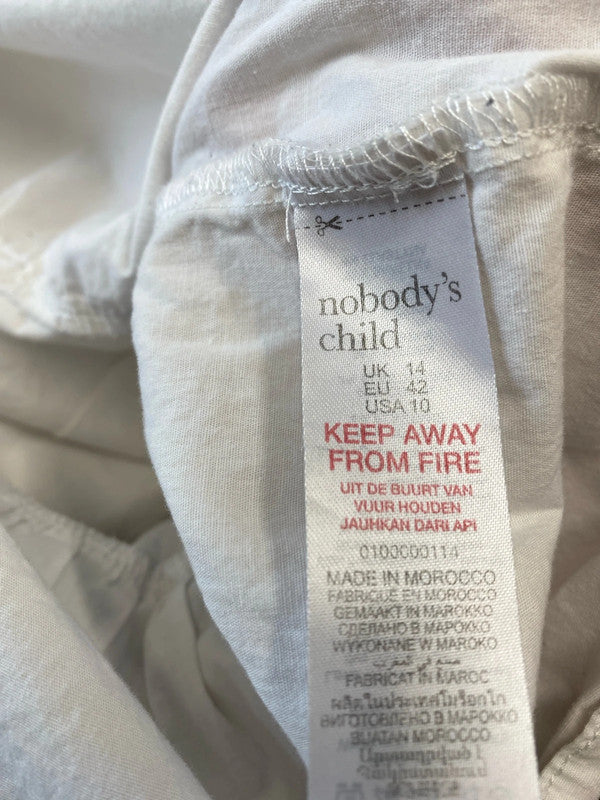 nobody's
child
UK 14
EU 42
USA 10
KEEP AWAY
FROM FIRE
UIT DE BUURT VAN
VUUR HOUDEN
JAUHKAN DARI API
0100000114
MADE IN MOROCCO
FABRIQUÉ EN MOROCCO
GEMAAKT IN MAROKKO
СДЕЛАНО В МАРОККО
WYKONANE W MAROKO
صنع في المغرب
FABRICAT IN MAROC
ผลิตในประเทศโมร็อกโก
ВИГОТОВЛЕНО В МАРОККО
BUATAN MOROCCO